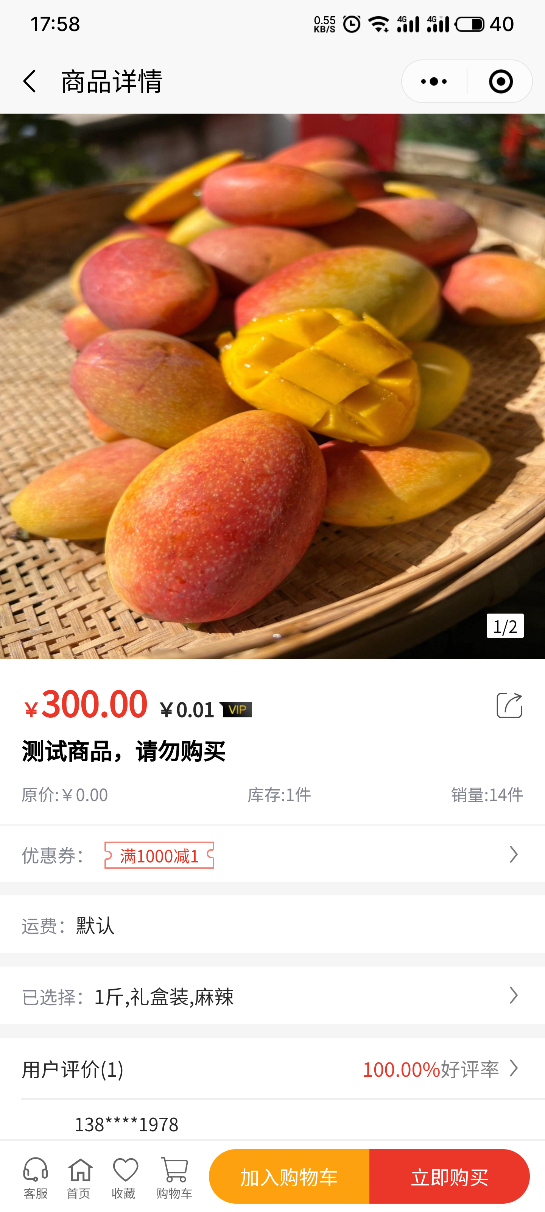 17:58 0.55 KB/S 4G 4G 40
商品详情
1/2
￥300.00 ￥0.01 VIP
测试商品，请勿购买
原价:￥0.00 库存:1件 销量:14件
优惠券: 满1000减1
运费: 默认
已选择: 1斤,礼盒装,麻辣
用户评价(1) 100.00%好评率
138****1978
客服 首页 收藏 购物车 加入购物车 立即购买